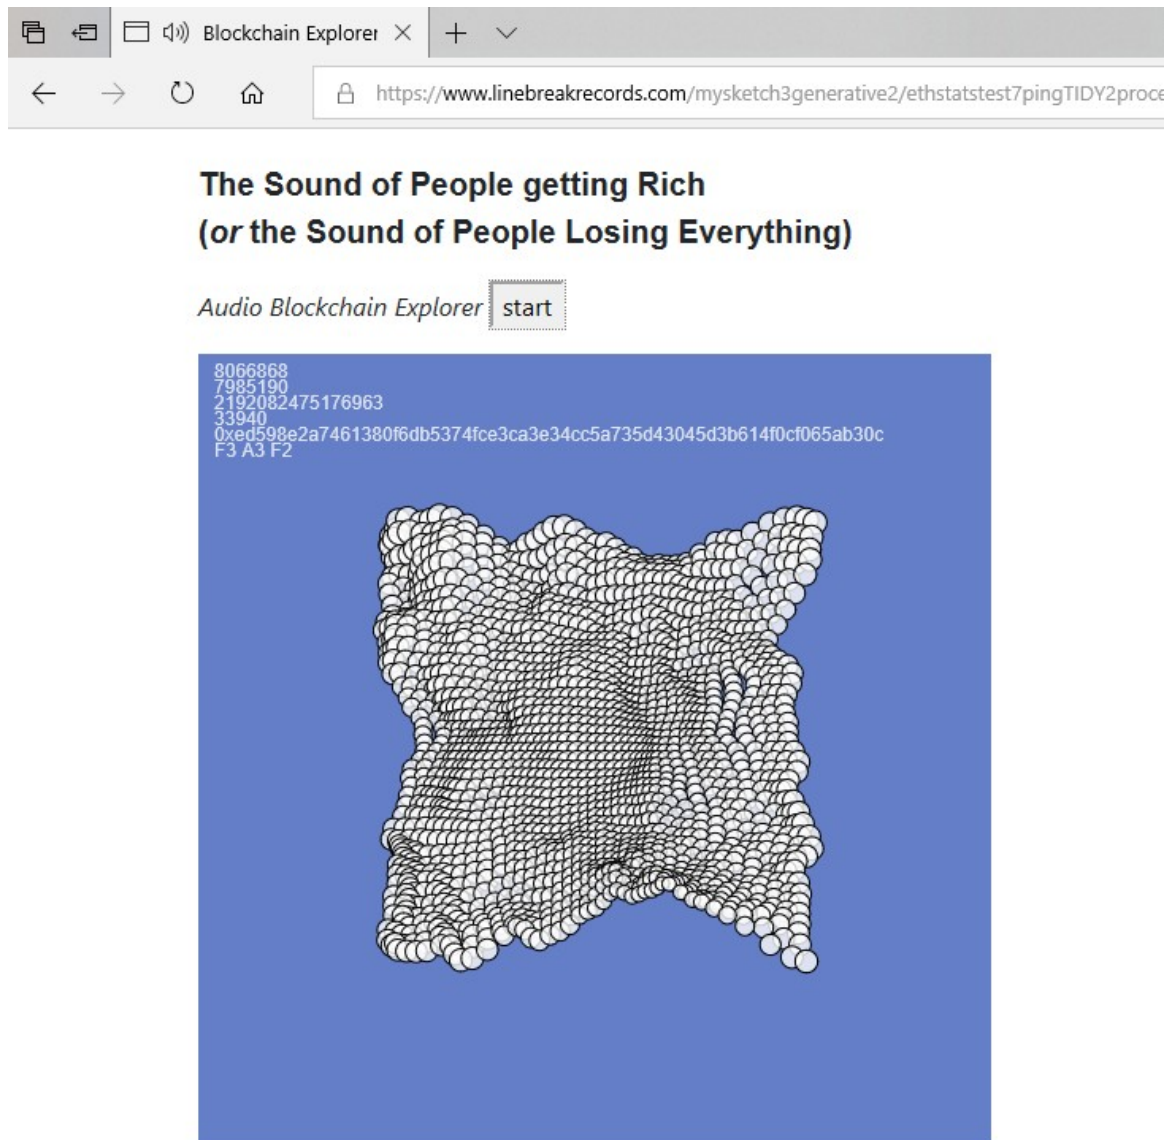 Blockchain Explorer
https://www.linebreakrecords.com/mysketch3generative2/ethstatstest7pingTIDY2proce
The Sound of People getting Rich
(or the Sound of People Losing Everything)
Audio Blockchain Explorer start
8066868
7985190
2192082475176963
33940
0xed598e2a7461380f6db5374fce3ca3e34cc5a735d43045d3b614f0cf065ab30c
F3 A3 F2